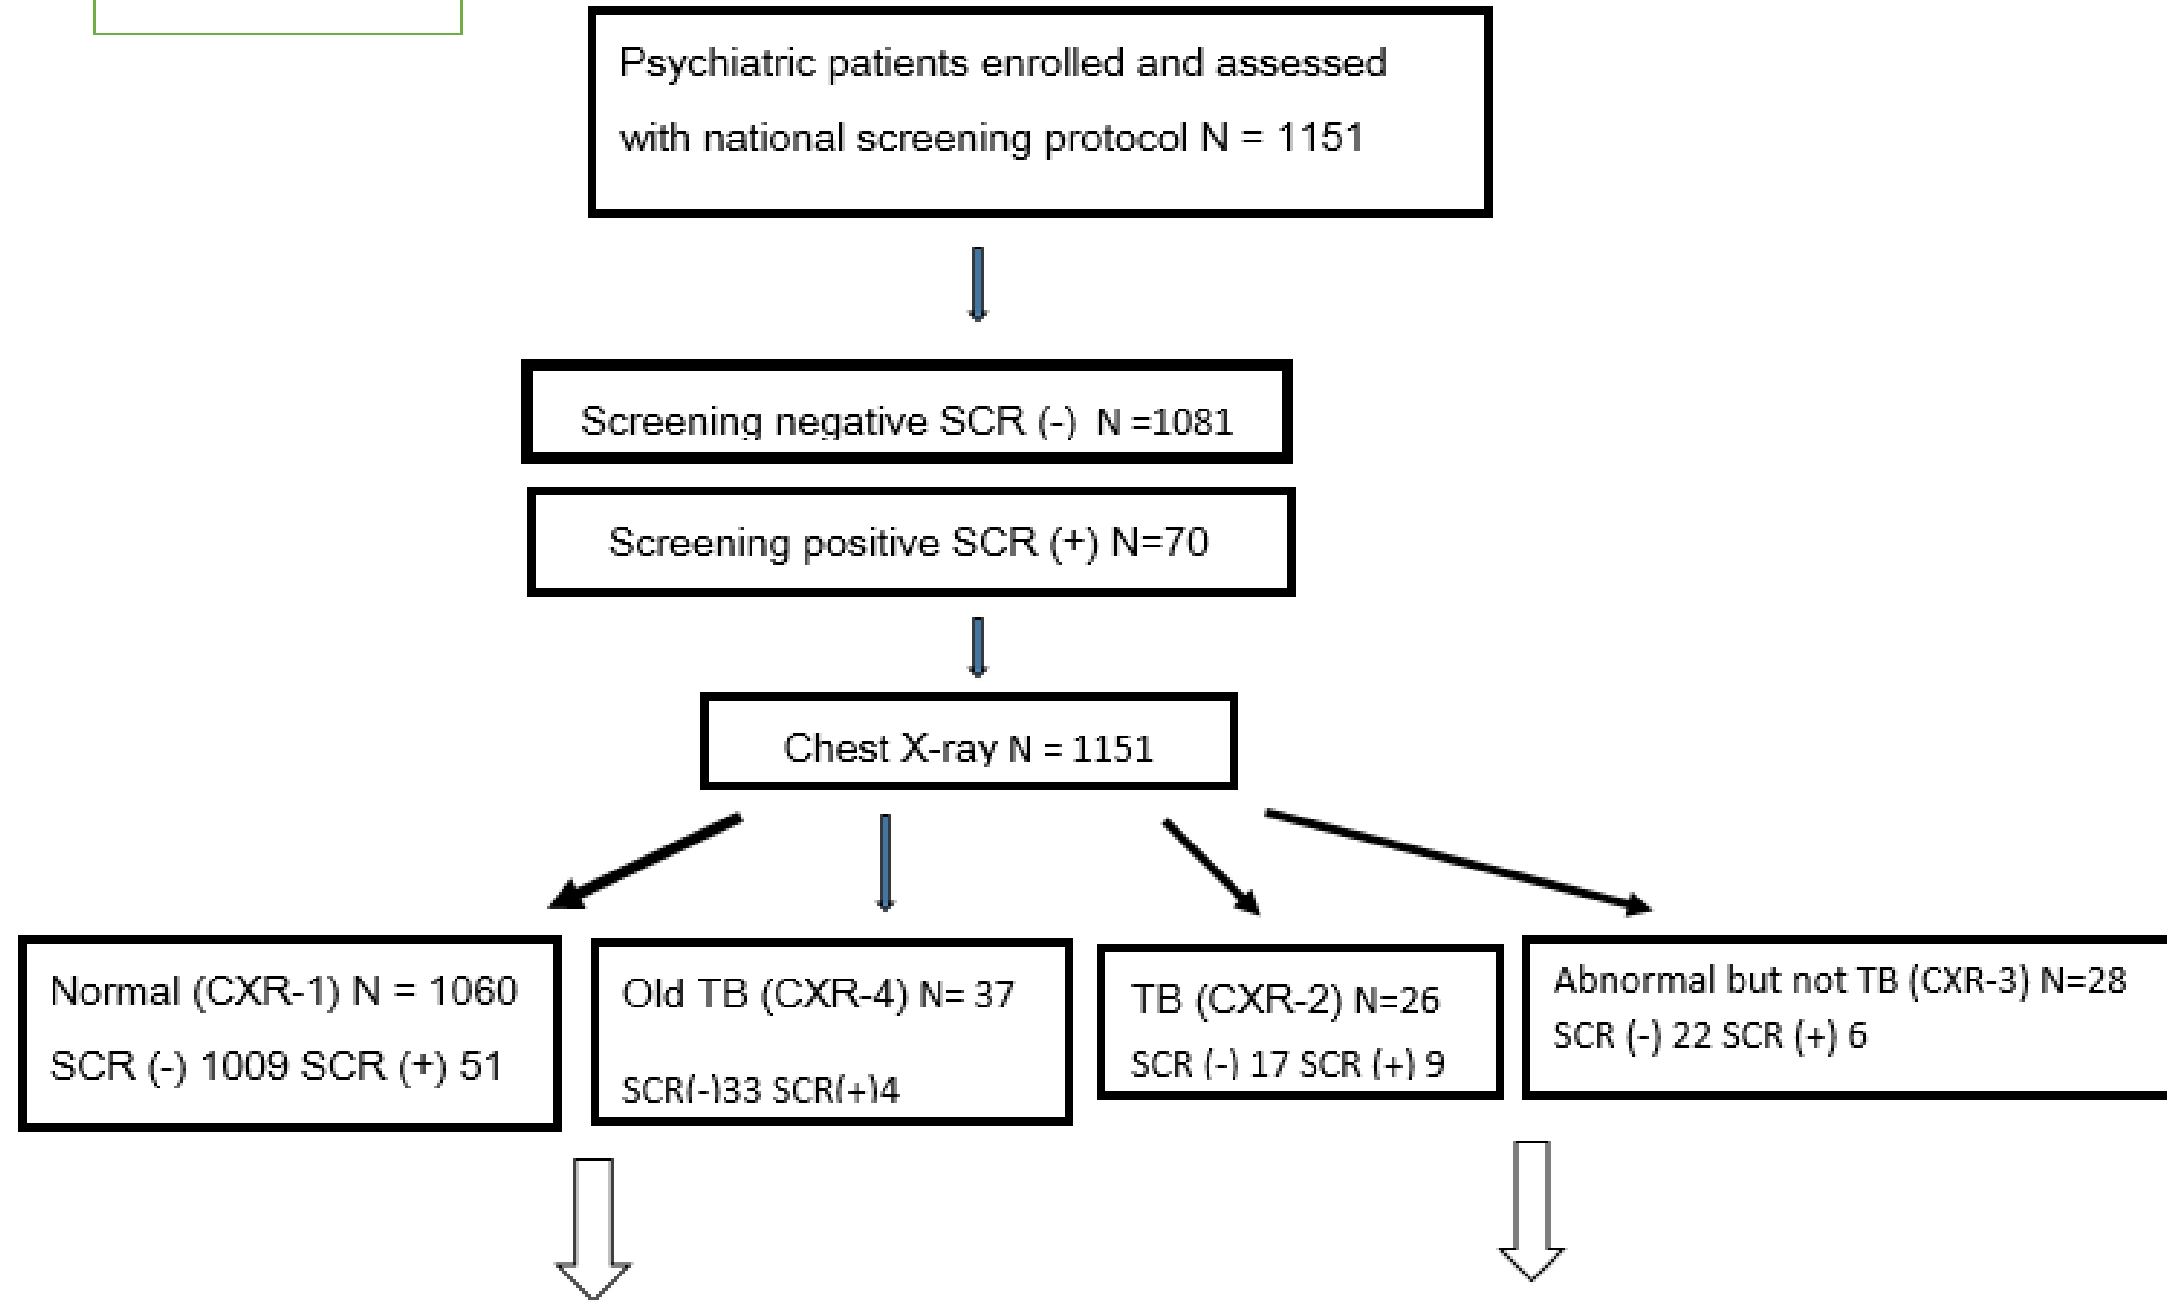 Psychiatric patients enrolled and assessed
with national screening protocol N = 1151
Screening negative SCR (-) N =1081
Screening positive SCR (+) N=70
Chest X-ray N = 1151
Normal (CXR-1) N = 1060
SCR (-) 1009 SCR (+) 51
Old TB (CXR-4) N= 37
SCR(-)33 SCR(+)4
TB (CXR-2) N=26
SCR (-) 17 SCR (+) 9
Abnormal but not TB (CXR-3) N=28
SCR (-) 22 SCR (+) 6